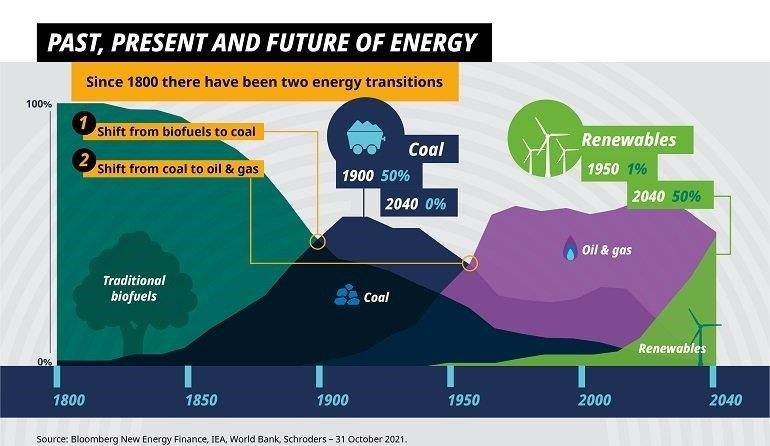 PAST, PRESENT AND FUTURE OF ENERGY
Since 1800 there have been two energy transitions
100%
1 Shift from biofuels to coal
2 Shift from coal to oil & gas
Coal
1900 50%
2040 0%
Renewables
1950 1%
2040 50%
Traditional
biofuels
Coal
Oil & gas
Renewables
0%
1800 1850 1900 1950 2000 2040
Source: Bloomberg New Energy Finance, IEA, World Bank, Schroders – 31 October 2021.